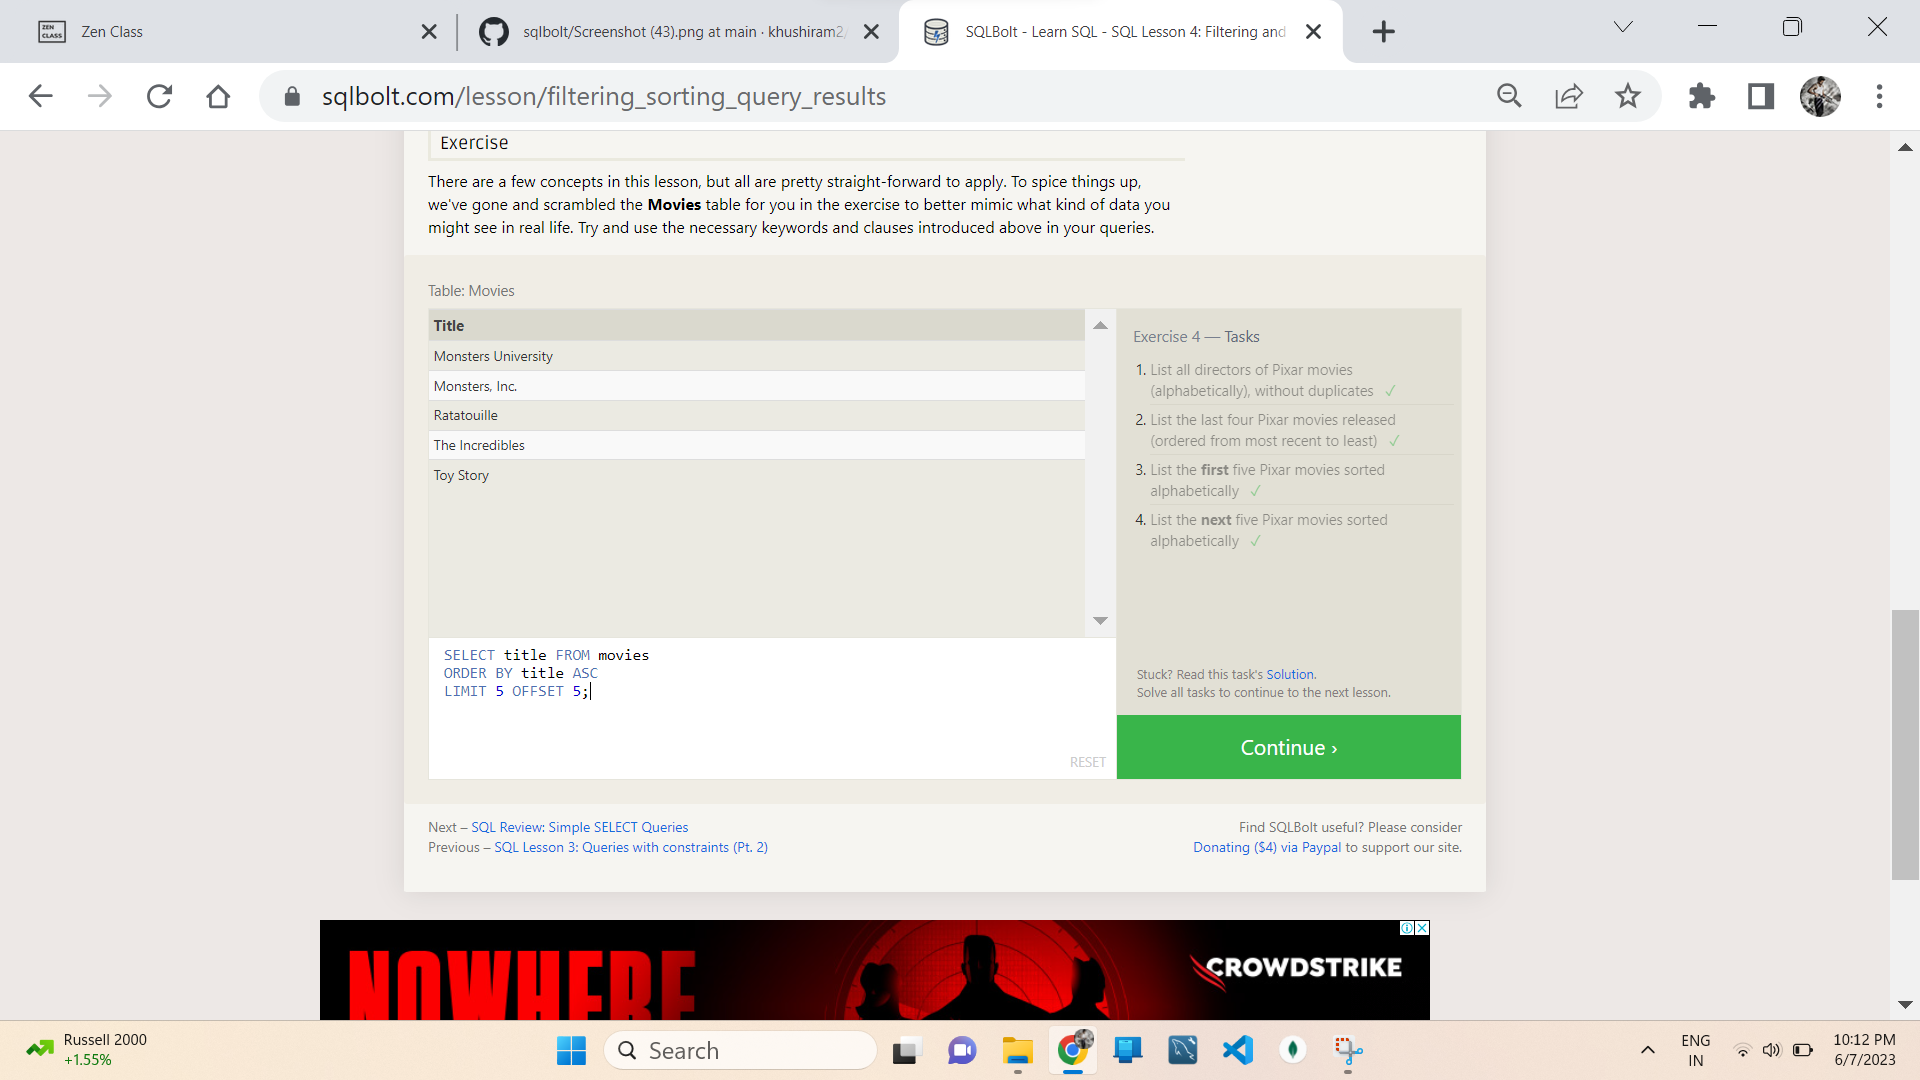 ZEN CLASS Zen Class
sqlbolt/Screenshot (43).png at main · khushiram2/
SQLBolt - Learn SQL - SQL Lesson 4: Filtering and
sqlbolt.com/lesson/filtering_sorting_query_results
Exercise
There are a few concepts in this lesson, but all are pretty straight-forward to apply. To spice things up,
we've gone and scrambled the Movies table for you in the exercise to better mimic what kind of data you
might see in real life. Try and use the necessary keywords and clauses introduced above in your queries.
Table: Movies
Title
Monsters University
Monsters, Inc.
Ratatouille
The Incredibles
Toy Story
SELECT title FROM movies
ORDER BY title ASC
LIMIT 5 OFFSET 5;
RESET
Exercise 4 — Tasks
1. List all directors of Pixar movies
(alphabetically), without duplicates ✓
2. List the last four Pixar movies released
(ordered from most recent to least) ✓
3. List the first five Pixar movies sorted
alphabetically ✓
4. List the next five Pixar movies sorted
alphabetically ✓
Stuck? Read this task's Solution.
Solve all tasks to continue to the next lesson.
Continue ›
Next – SQL Review: Simple SELECT Queries
Previous – SQL Lesson 3: Queries with constraints (Pt. 2)
Find SQLBolt useful? Please consider
Donating ($4) via Paypal to support our site.
NOWHERE
CROWDSTRIKE
Russell 2000
+1.55%
Search
ENG
IN
10:12 PM
6/7/2023